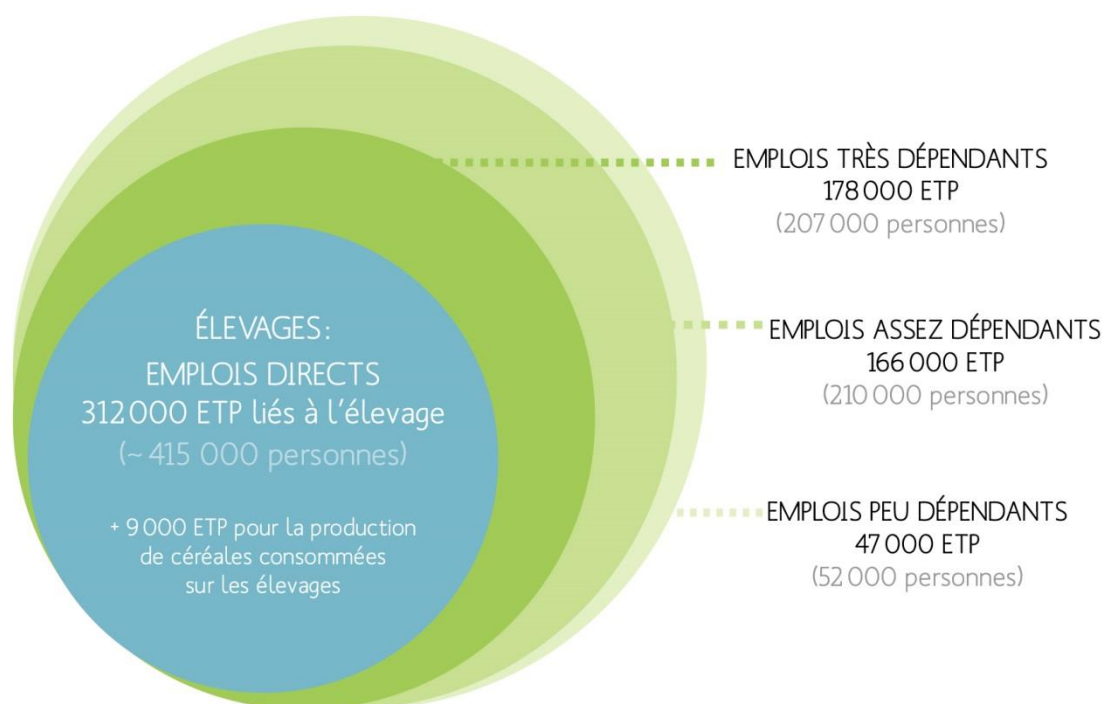 EMPLOIS TRÈS DÉPENDANTS
178 000 ETP
(207 000 personnes)
ÉLEVAGES:
EMPLOIS DIRECTS
312 000 ETP liés à l'élevage
(~ 415 000 personnes)
+ 9 000 ETP pour la production
de céréales consommées
sur les élevages
EMPLOIS ASSEZ DÉPENDANTS
166 000 ETP
(210 000 personnes)
EMPLOIS PEU DÉPENDANTS
47 000 ETP
(52 000 personnes)